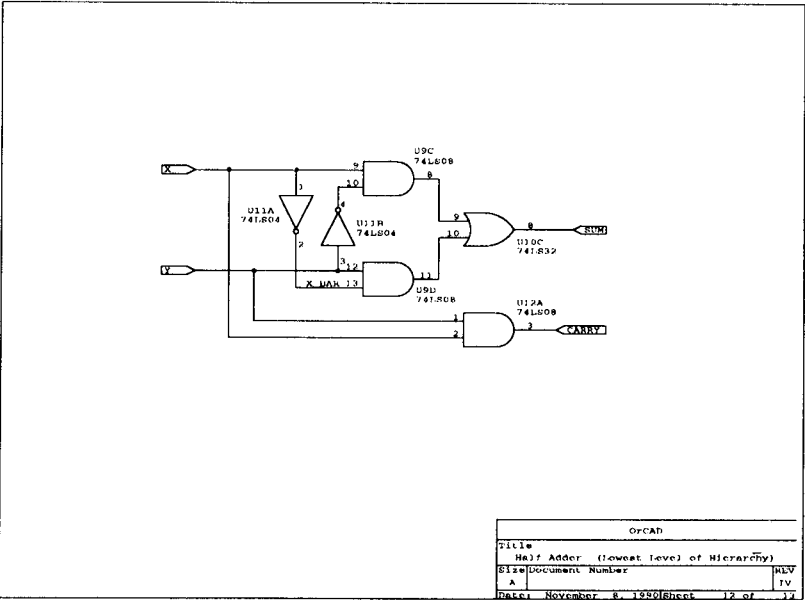 U9C
74LS08
X
9
8
10
1
4
U11A
74LS04
U11B
74LS04
9
8
SUM
10
U10C
74LS32
2
3
Y
12
11
X_BAR 13
U9D
74LS08
U12A
74LS08
1
3
CARRY
2
OrCAD
Title
Half Adder (Lowest Level of Hierarchy)
Size Document Number REV
A IV
Date: November 8, 1990 Sheet 12 of